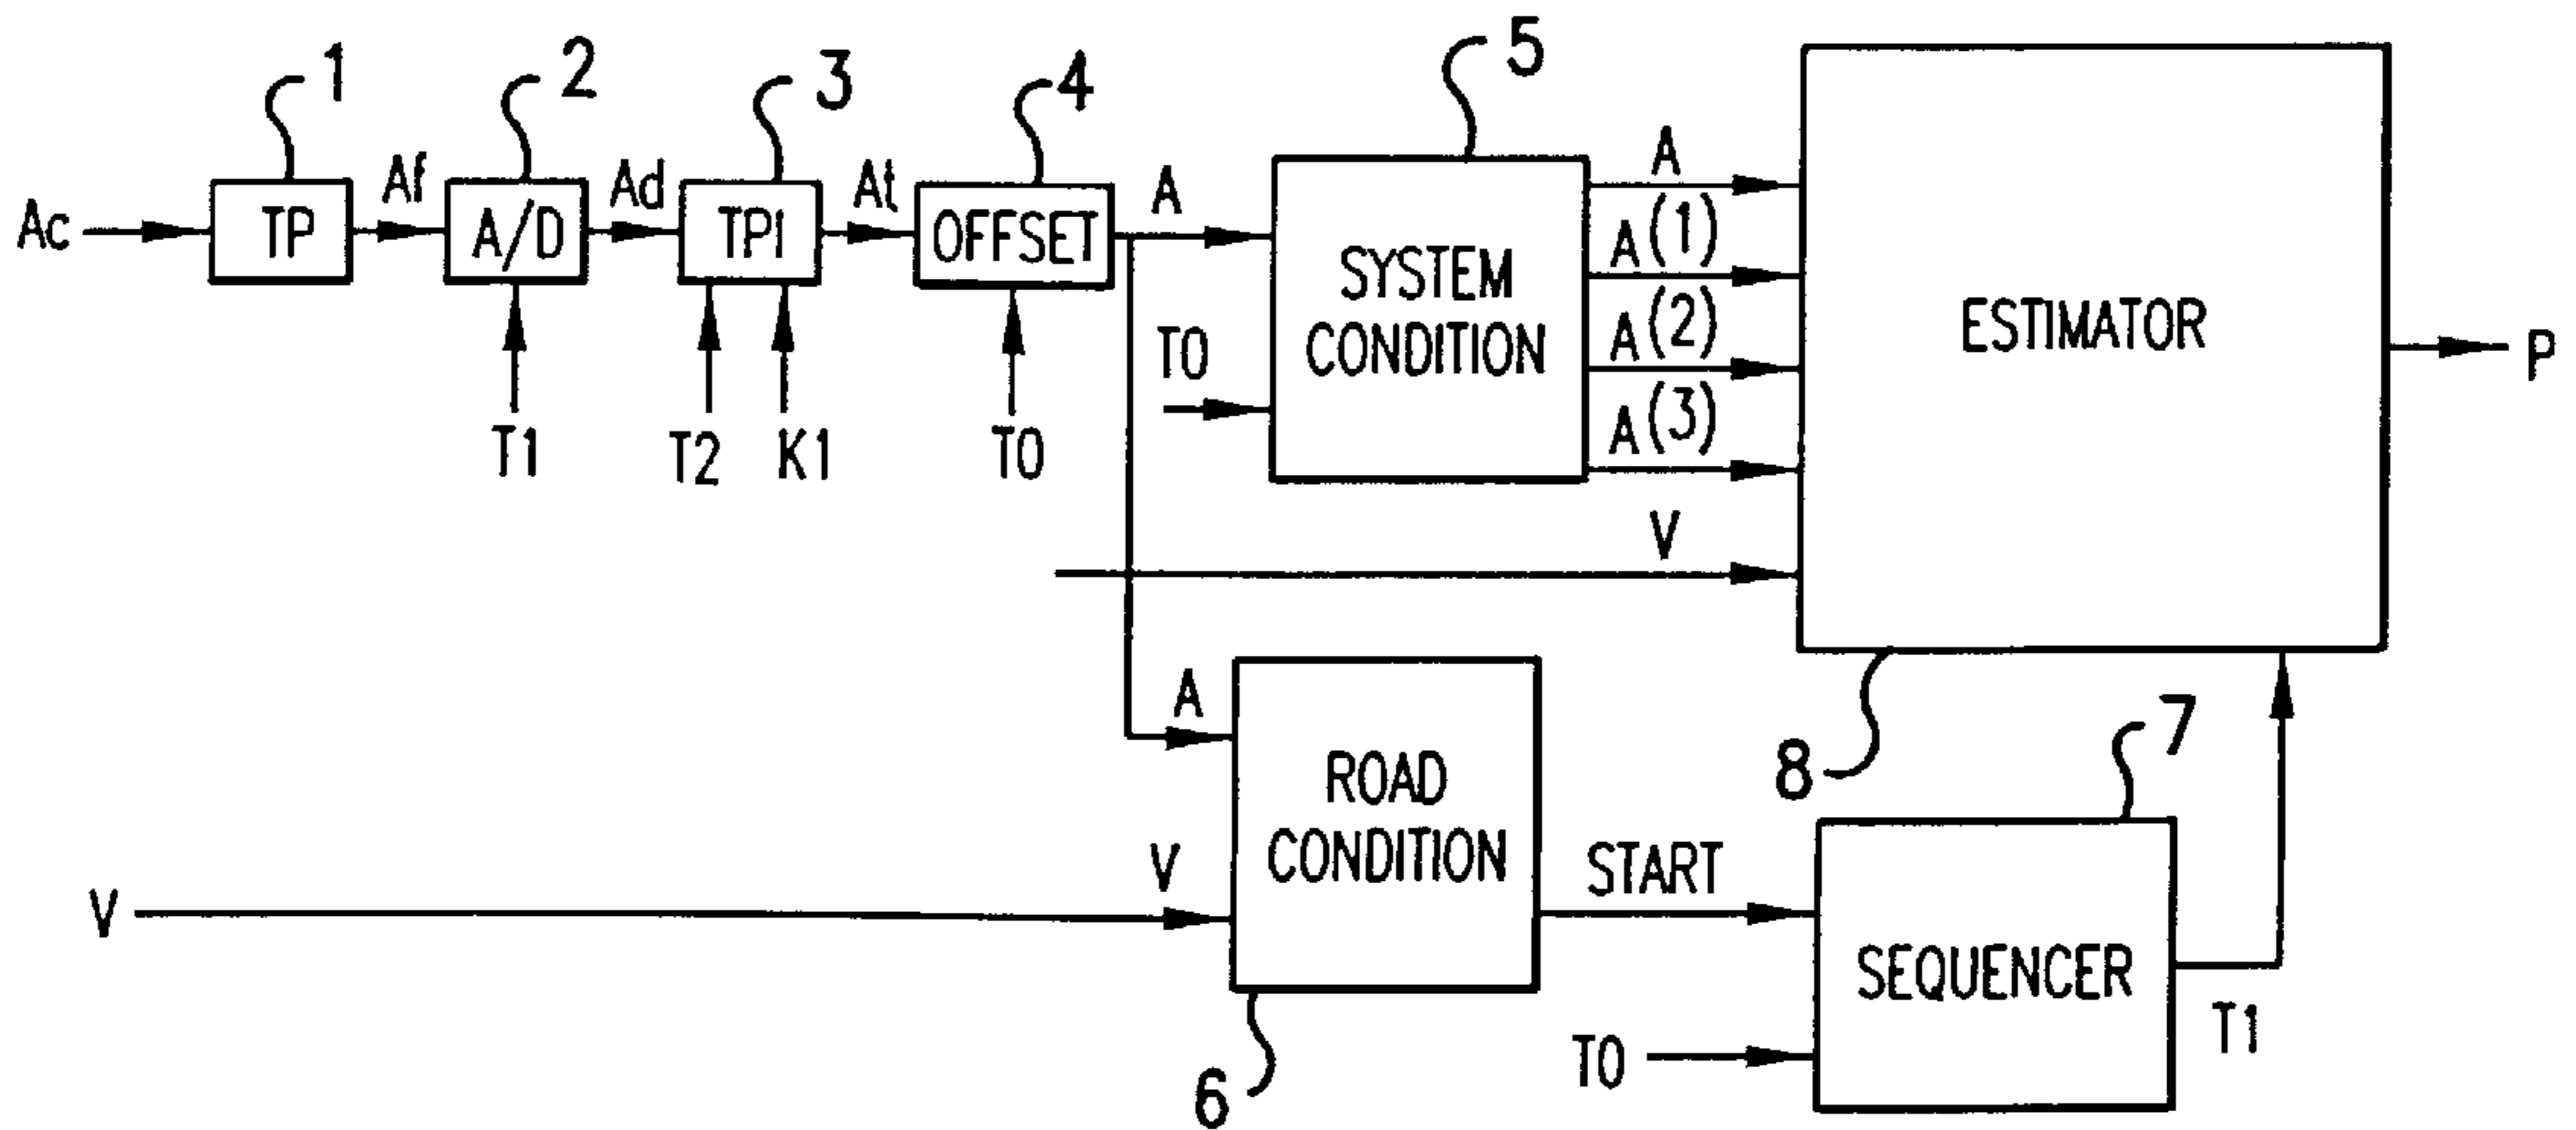 1
2
3
4
5
Ac
TP
Af
A/D
Ad
TP1
At
OFFSET
A
T1
T2
K1
T0
T0
SYSTEM
CONDITION
A
A(1)
A(2)
A(3)
V
ESTIMATOR
P
A
V
V
ROAD
CONDITION
6
START
T0
8
7
SEQUENCER
T1